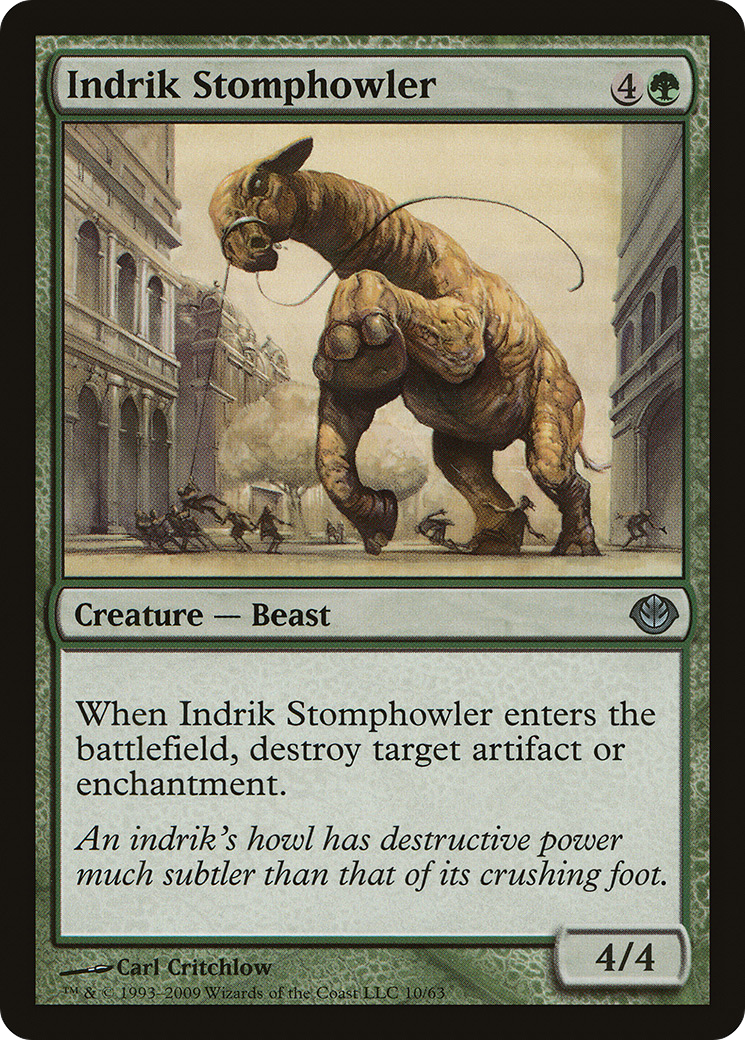 Indrik Stomphowler 4
Creature — Beast
When Indrik Stomphowler enters the
battlefield, destroy target artifact or
enchantment.
An indrik's howl has destructive power
much subtler than that of its crushing foot.
4/4
Carl Critchlow
™ & © 1993–2009 Wizards of the Coast LLC 10/63